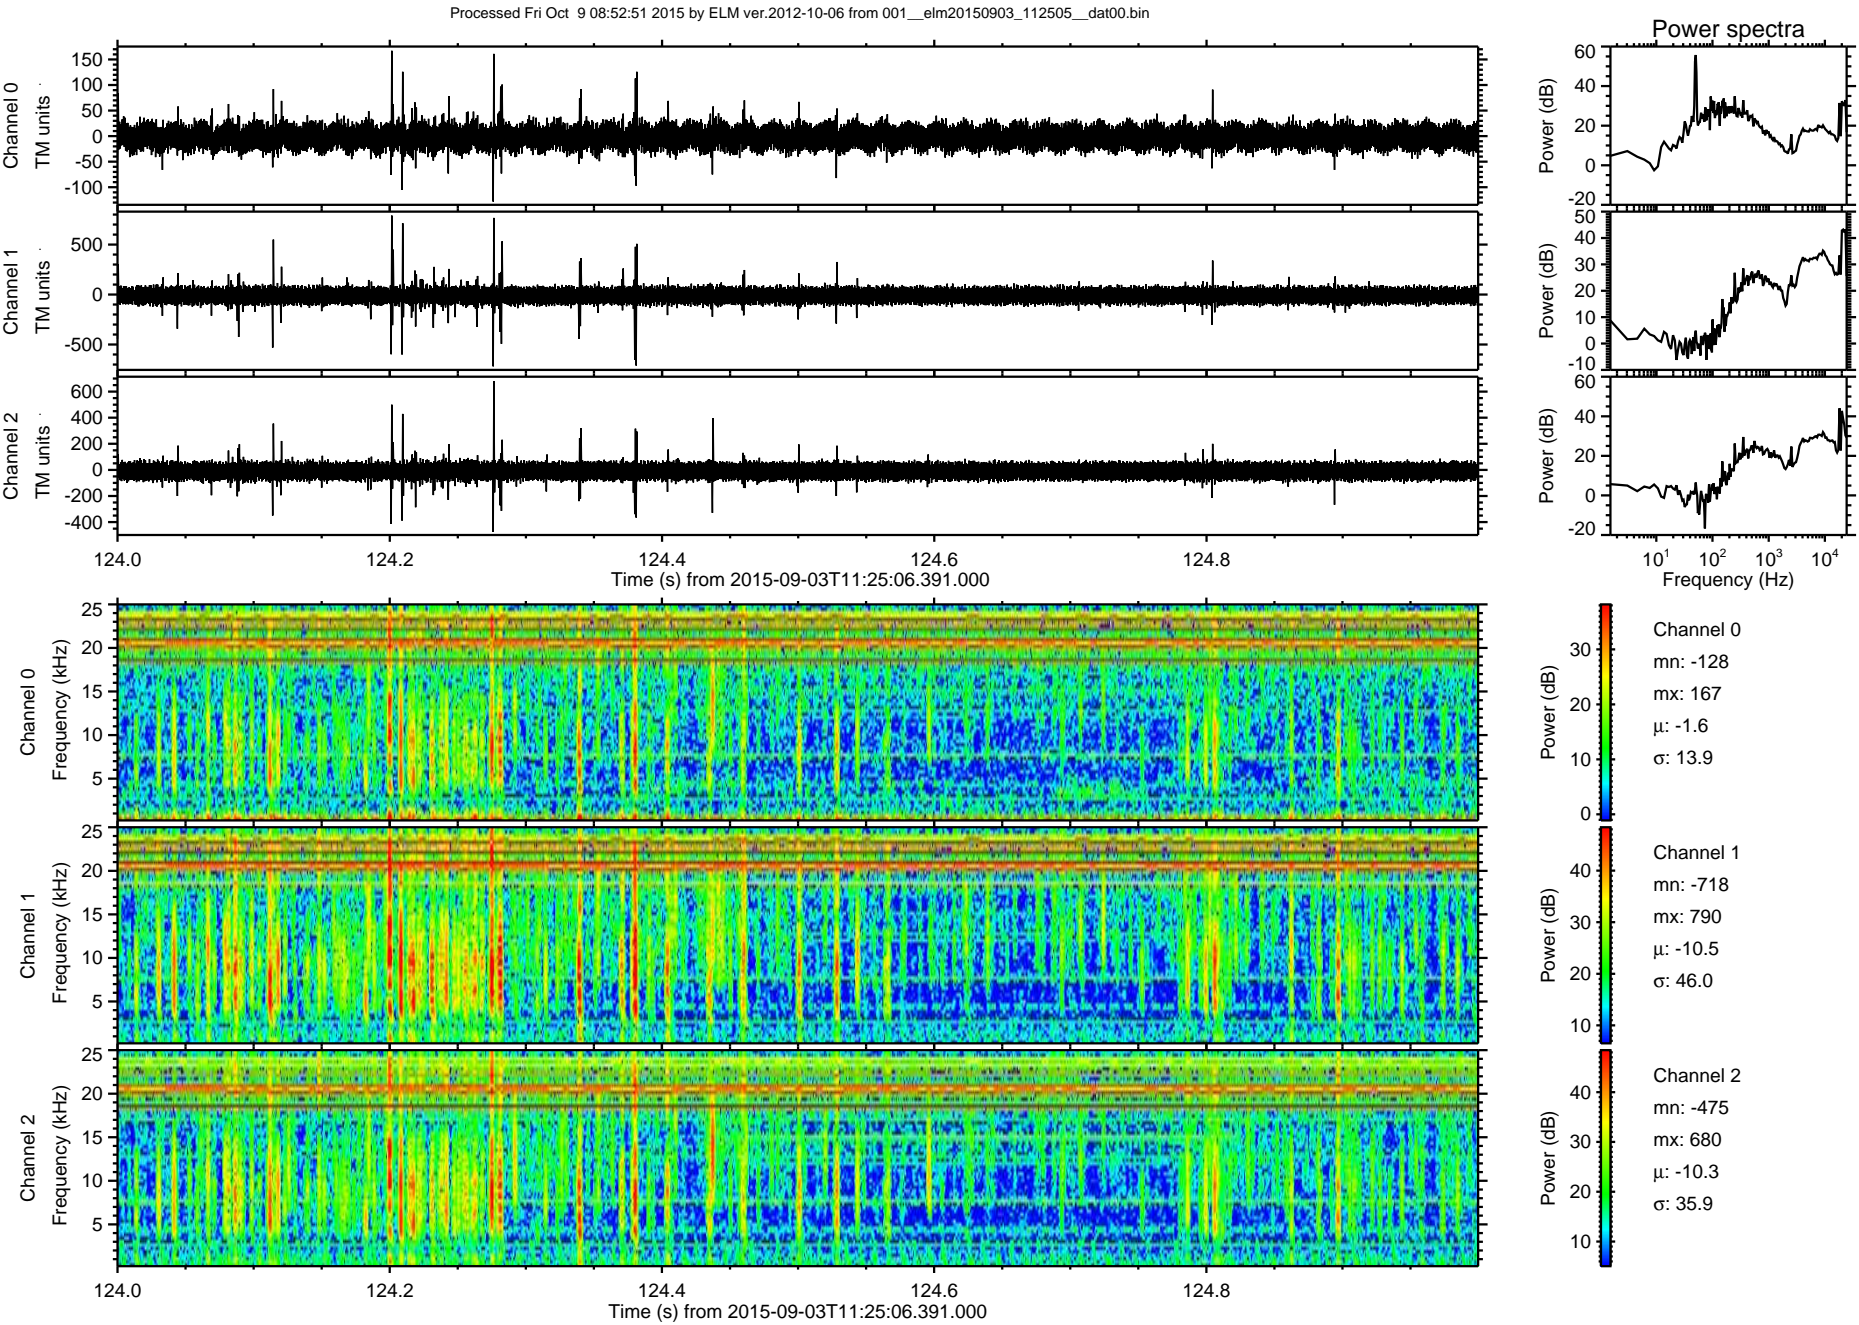 Processed Fri Oct  9 08:52:51 2015 by ELM ver.2012-10-06 from 001__elm20150903_112505__dat00.bin
Power spectra
Channel 0
TM units
150
100
50
0
-50
-100
Power (dB)
60
40
20
0
-20
Channel 1
TM units
500
0
-500
Power (dB)
50
40
30
20
10
0
-10
Channel 2
TM units
600
400
200
0
-200
-400
Power (dB)
60
40
20
0
-20
124.0 124.2 124.4 124.6 124.8
Time (s) from 2015-09-03T11:25:06.391.000
10^1 10^2 10^3 10^4
Frequency (Hz)
Channel 0
Frequency (kHz)
25
20
15
10
5
Power (dB)
30
20
10
0
Channel 0
mn: -128
mx: 167
µ: -1.6
σ: 13.9
Channel 1
Frequency (kHz)
25
20
15
10
5
Power (dB)
40
30
20
10
Channel 1
mn: -718
mx: 790
µ: -10.5
σ: 46.0
Channel 2
Frequency (kHz)
25
20
15
10
5
Power (dB)
40
30
20
10
Channel 2
mn: -475
mx: 680
µ: -10.3
σ: 35.9
124.0 124.2 124.4 124.6 124.8
Time (s) from 2015-09-03T11:25:06.391.000